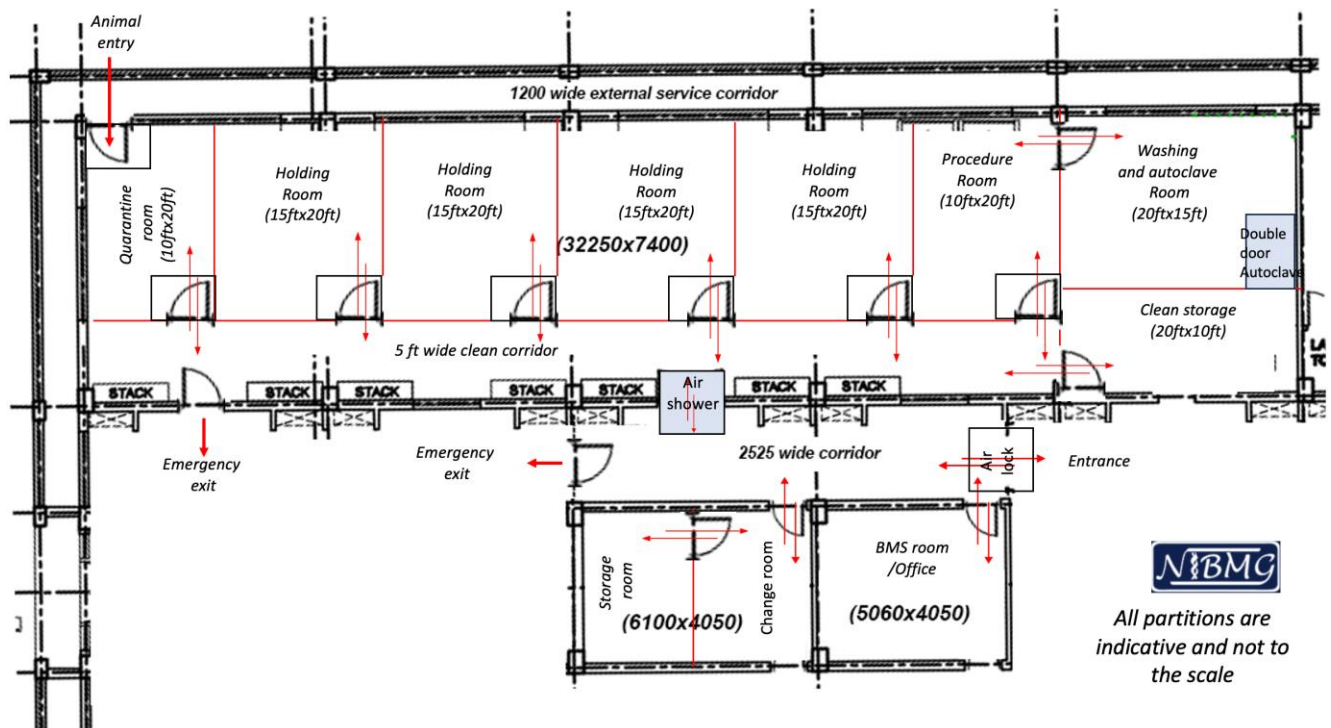 Animal
entry
1200 wide external service corridor
Quarantine
room
(10ftx20ft)
Holding
Room
(15ftx20ft)
Holding
Room
(15ftx20ft)
Holding
Room
(15ftx20ft)
Holding
Room
(15ftx20ft)
Procedure
Room
(10ftx20ft)
Washing
and autoclave
Room
(20ftx15ft)
(32250x7400)
Double
door
Autoclave
Clean storage
(20ftx10ft)
5 ft wide clean corridor
STACK
STACK
STACK
STACK
STACK
Air
shower
STACK
STACK
Emergency
exit
Emergency
exit
2525 wide corridor
Air
lock
Entrance
Storage
room
Change room
BMS room
/Office
(6100x4050)
(5060x4050)
NIBMG
All partitions are
indicative and not to
the scale